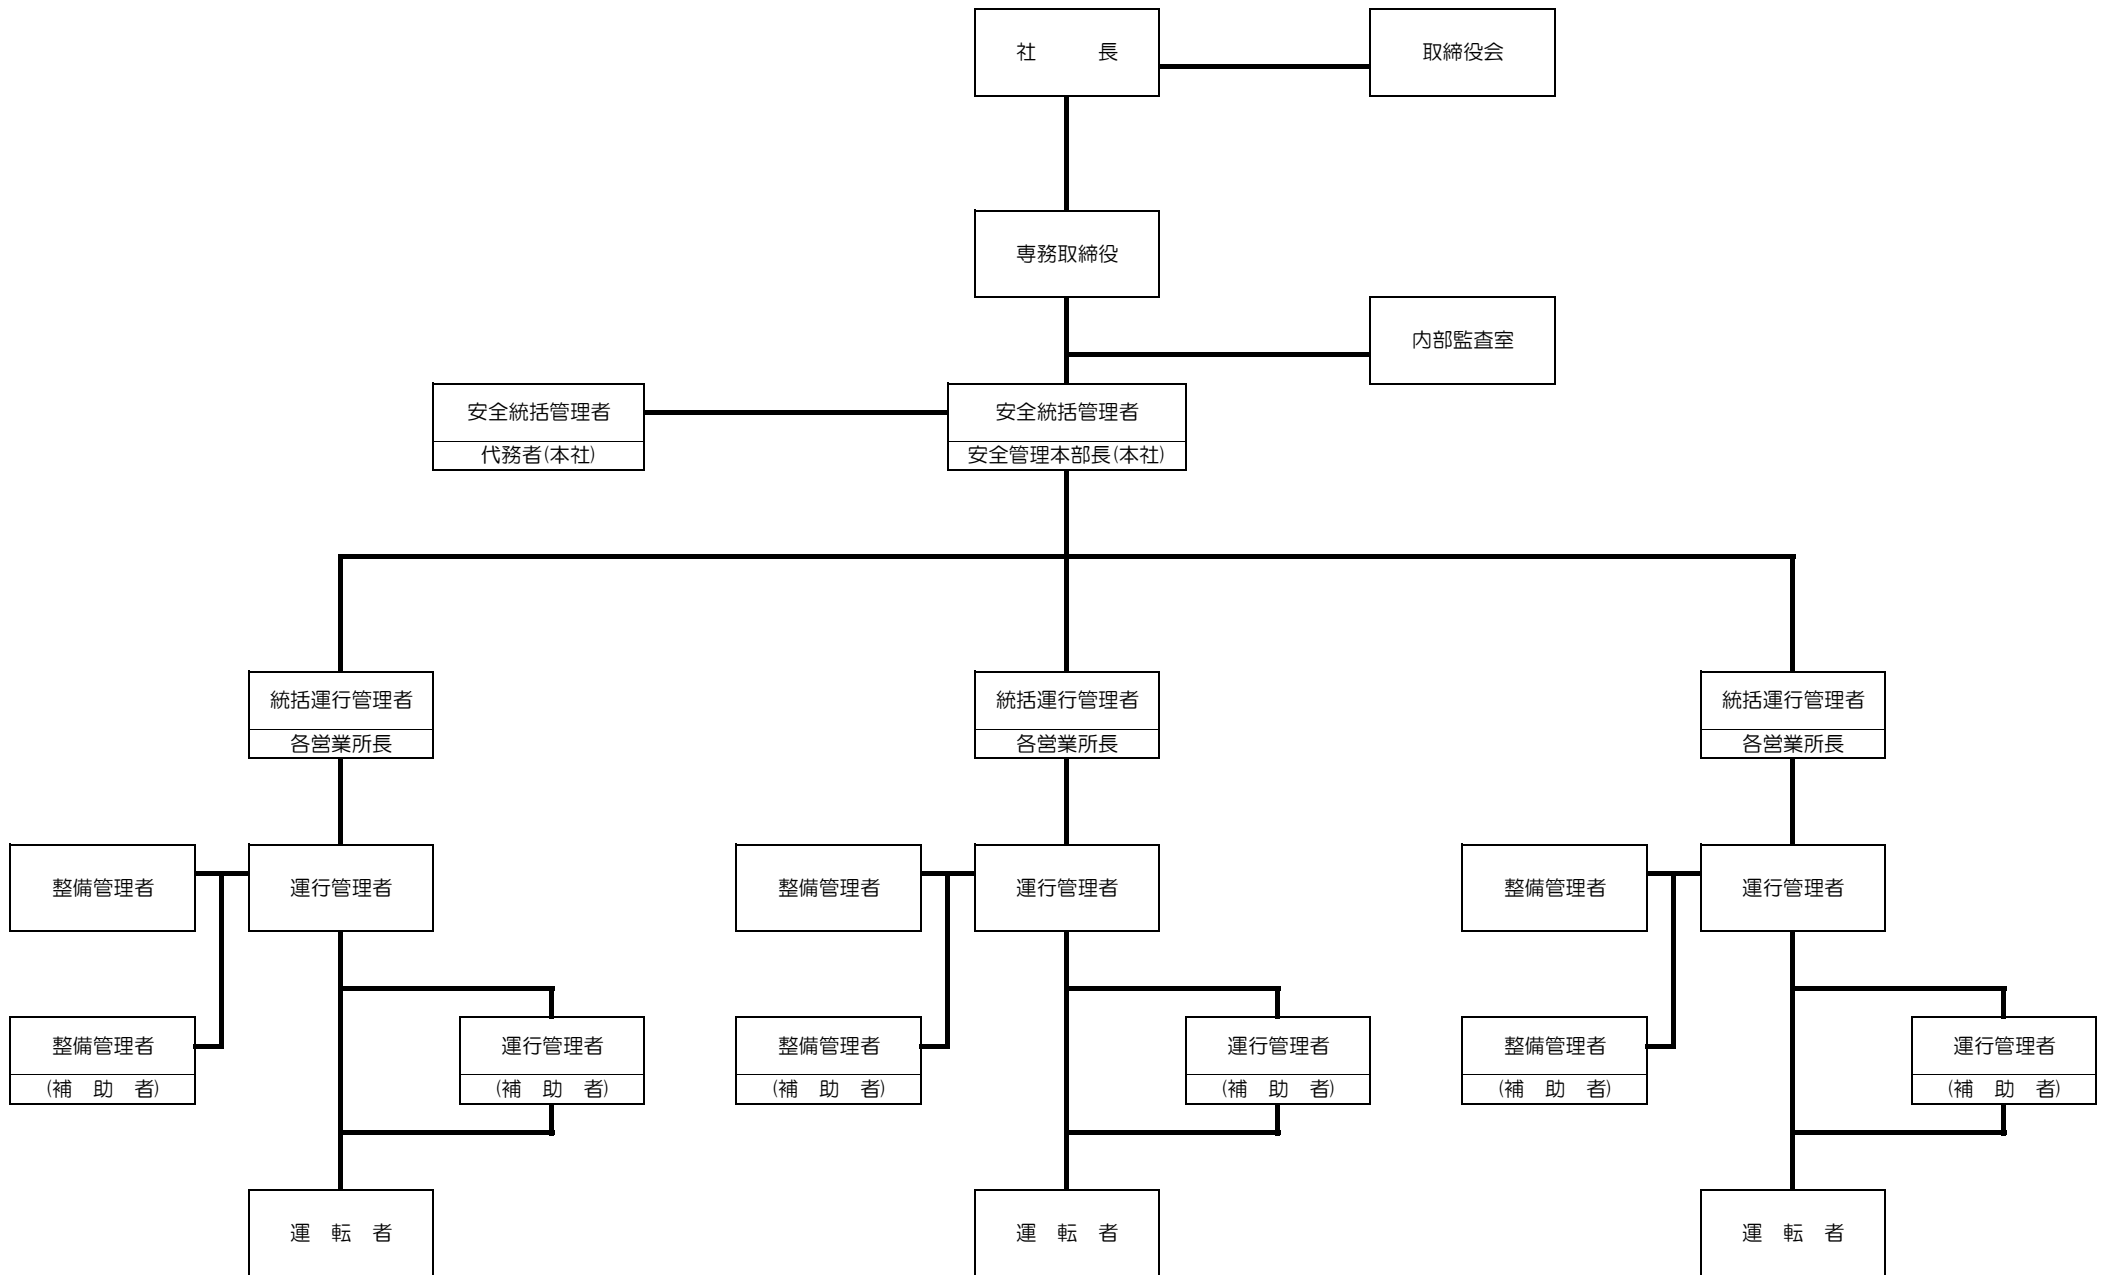 社　　　長
取締役会
専務取締役
内部監査室
安全統括管理者
代務者(本社)
安全統括管理者
安全管理本部長(本社)
統括運行管理者
各営業所長
統括運行管理者
各営業所長
統括運行管理者
各営業所長
整備管理者
運行管理者
整備管理者
運行管理者
整備管理者
運行管理者
整備管理者
(補　助　者)
運行管理者
(補　助　者)
整備管理者
(補　助　者)
運行管理者
(補　助　者)
整備管理者
(補　助　者)
運行管理者
(補　助　者)
運　転　者
運　転　者
運　転　者